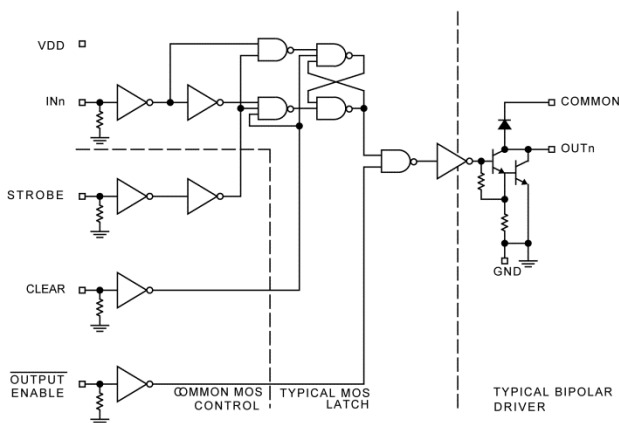 VDD
INn
STROBE
CLEAR
OUTPUT
ENABLE
COMMON MOS
CONTROL
TYPICAL MOS
LATCH
COMMON
OUTn
GND
TYPICAL BIPOLAR
DRIVER